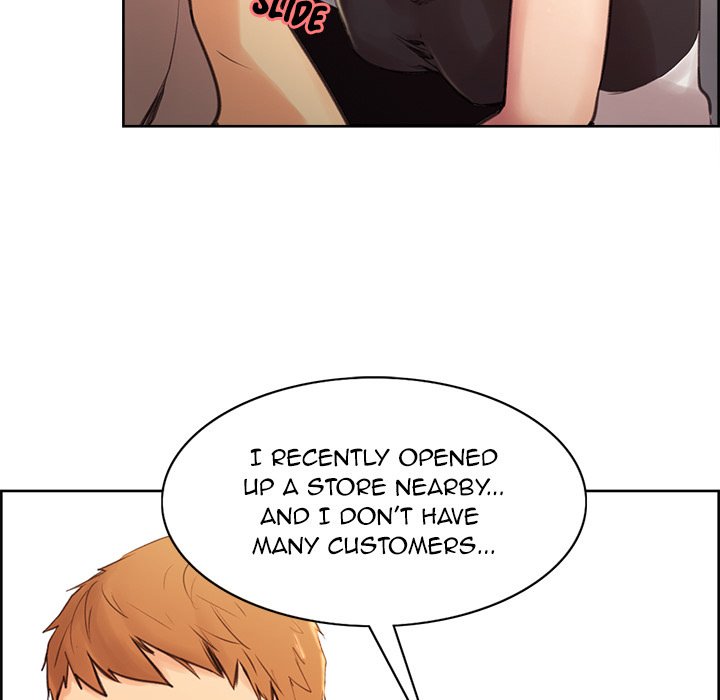 SLIDE
I RECENTLY OPENED
UP A STORE NEARBY...
AND I DON'T HAVE
MANY CUSTOMERS...